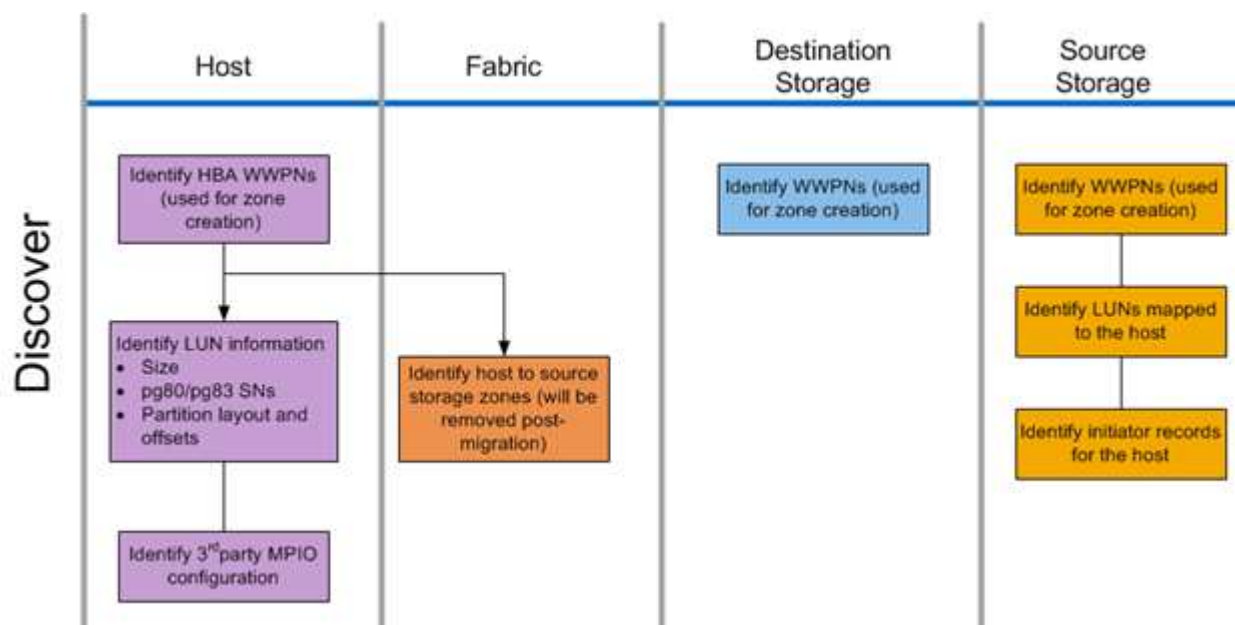 Host
Fabric
Destination
Storage
Source
Storage
Discover
Identify HBA WWPNs
(used for zone
creation)
Identify LUN information
• Size
• pg80/pg83 SNs
• Partition layout and
offsets
Identify 3rd party MPIO
configuration
Identify host to source
storage zones (will be
removed post-
migration)
Identify WWPNs (used
for zone creation)
Identify WWPNs (used
for zone creation)
Identify LUNs mapped
to the host
Identify initiator records
for the host